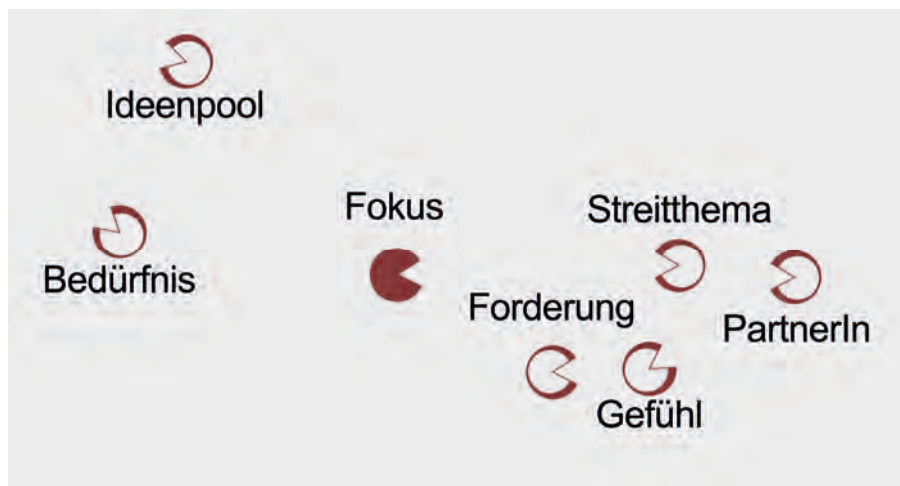 Ideenpool
Fokus
Streitthema
Bedürfnis
Forderung
PartnerIn
Gefühl